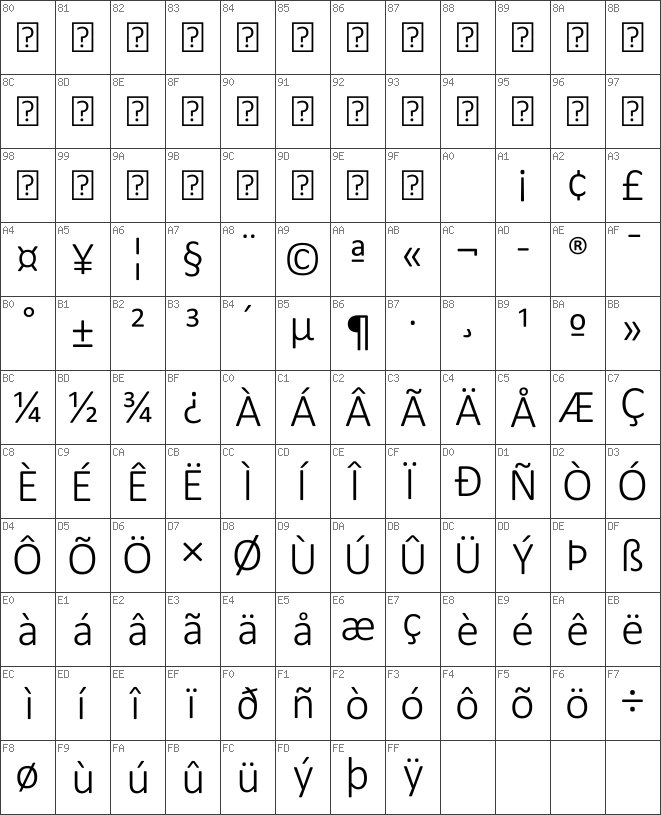 80 81 82 83 84 85 86 87 88 89 8A 8B
� � � � � � � � � � � �
8C 8D 8E 8F 90 91 92 93 94 95 96 97
� � � � � � � � � � � �
98 99 9A 9B 9C 9D 9E 9F A0 A1 A2 A3
� � � � � � � � ¡ ¢ £
A4 A5 A6 A7 A8 A9 AA AB AC AD AE AF
¤ ¥ ¦ § ¨ © ª « ¬ - ® ¯
B0 B1 B2 B3 B4 B5 B6 B7 B8 B9 BA BB
° ± ² ³ ´ µ ¶ · ¸ ¹ º »
BC BD BE BF C0 C1 C2 C3 C4 C5 C6 C7
¼ ½ ¾ ¿ À Á Â Ã Ä Å Æ Ç
C8 C9 CA CB CC CD CE CF D0 D1 D2 D3
È É Ê Ë Ì Í Î Ï Ð Ñ Ò Ó
D4 D5 D6 D7 D8 D9 DA DB DC DD DE DF
Ô Õ Ö × Ø Ù Ú Û Ü Ý Þ ß
E0 E1 E2 E3 E4 E5 E6 E7 E8 E9 EA EB
à á â ã ä å æ ç è é ê ë
EC ED EE EF F0 F1 F2 F3 F4 F5 F6 F7
ì í î ï ð ñ ò ó ô õ ö ÷
F8 F9 FA FB FC FD FE FF
ø ù ú û ü ý þ ÿ